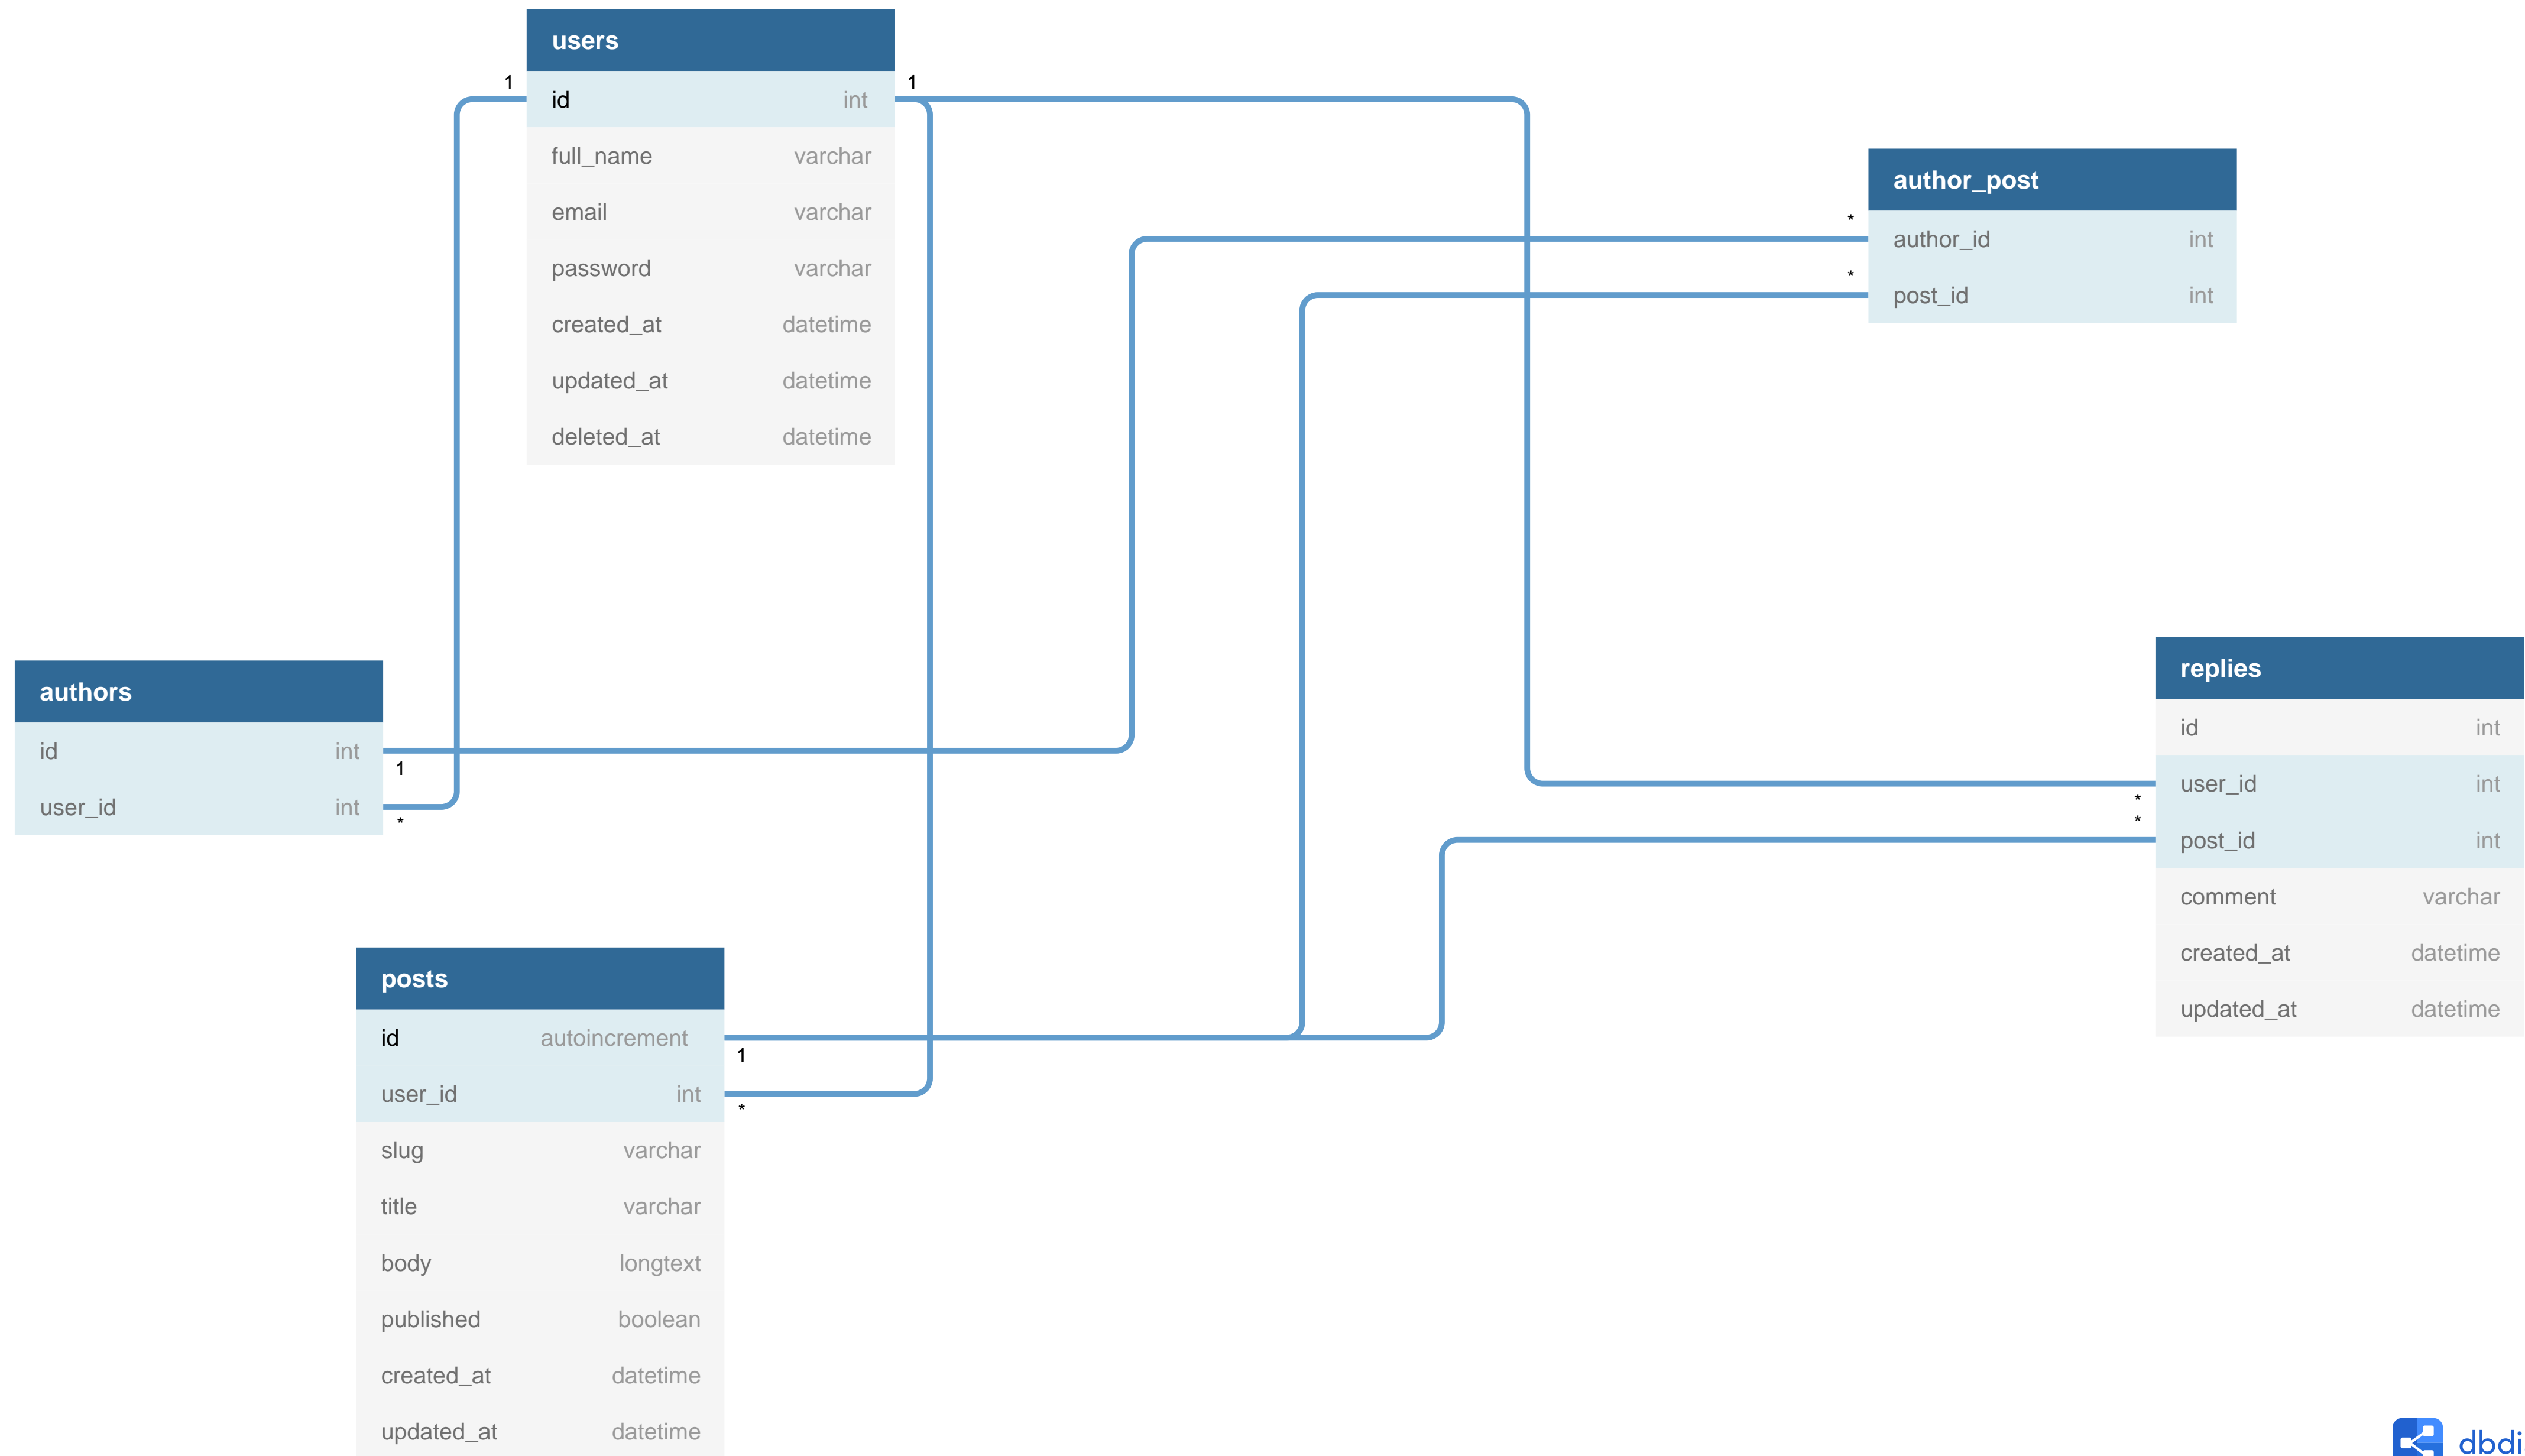 users
1
1
id int
full_name varchar
email varchar
password varchar
created_at datetime
updated_at datetime
deleted_at datetime
author_post
*
author_id int
*
post_id int
authors
id int
1
user_id int
*
replies
id int
user_id int
*
*
post_id int
comment varchar
created_at datetime
updated_at datetime
posts
id autoincrement
1
user_id int
*
slug varchar
title varchar
body longtext
published boolean
created_at datetime
updated_at datetime
dbdi